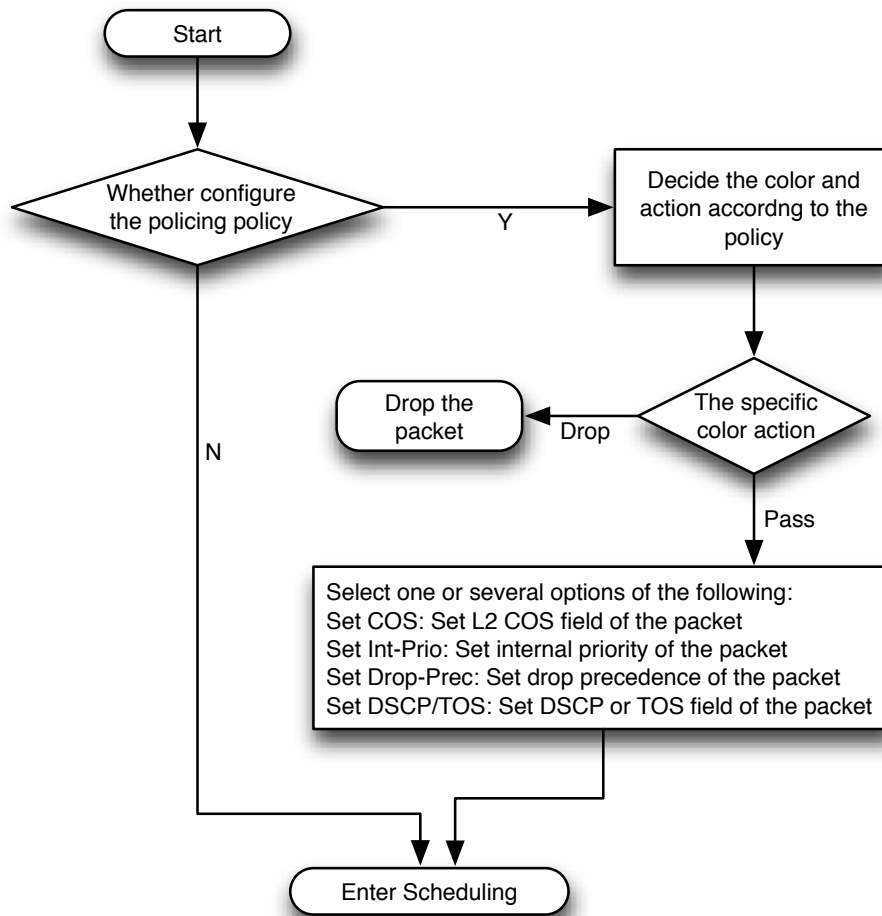 Start
Whether configure
the policing policy
Y
Decide the color and
action accordng to the
policy
The specific
color action
Drop
Drop the
packet
N
Pass
Select one or several options of the following:
Set COS: Set L2 COS field of the packet
Set Int-Prio: Set internal priority of the packet
Set Drop-Prec: Set drop precedence of the packet
Set DSCP/TOS: Set DSCP or TOS field of the packet
Enter Scheduling